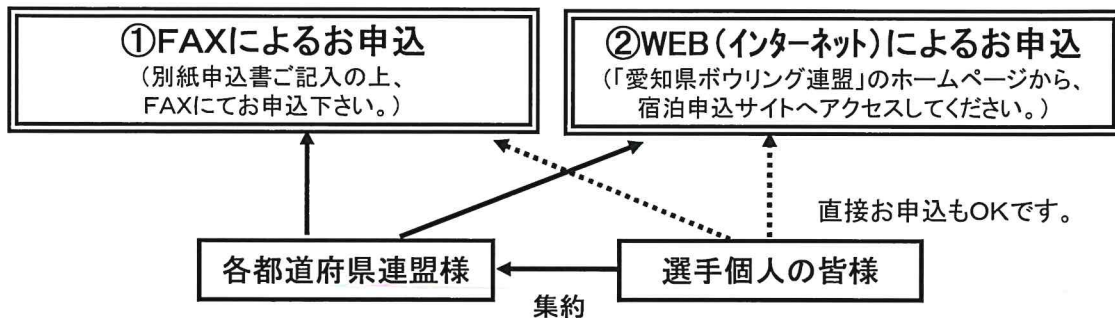 ①FAXによるお申込
(別紙申込書ご記入の上、
FAXにてお申込下さい。)
②WEB(インターネット)によるお申込
(「愛知県ボウリング連盟」のホームページから、
宿泊申込サイトへアクセスしてください。)
直接お申込もOKです。
各都道府県連盟様
選手個人の皆様
集約